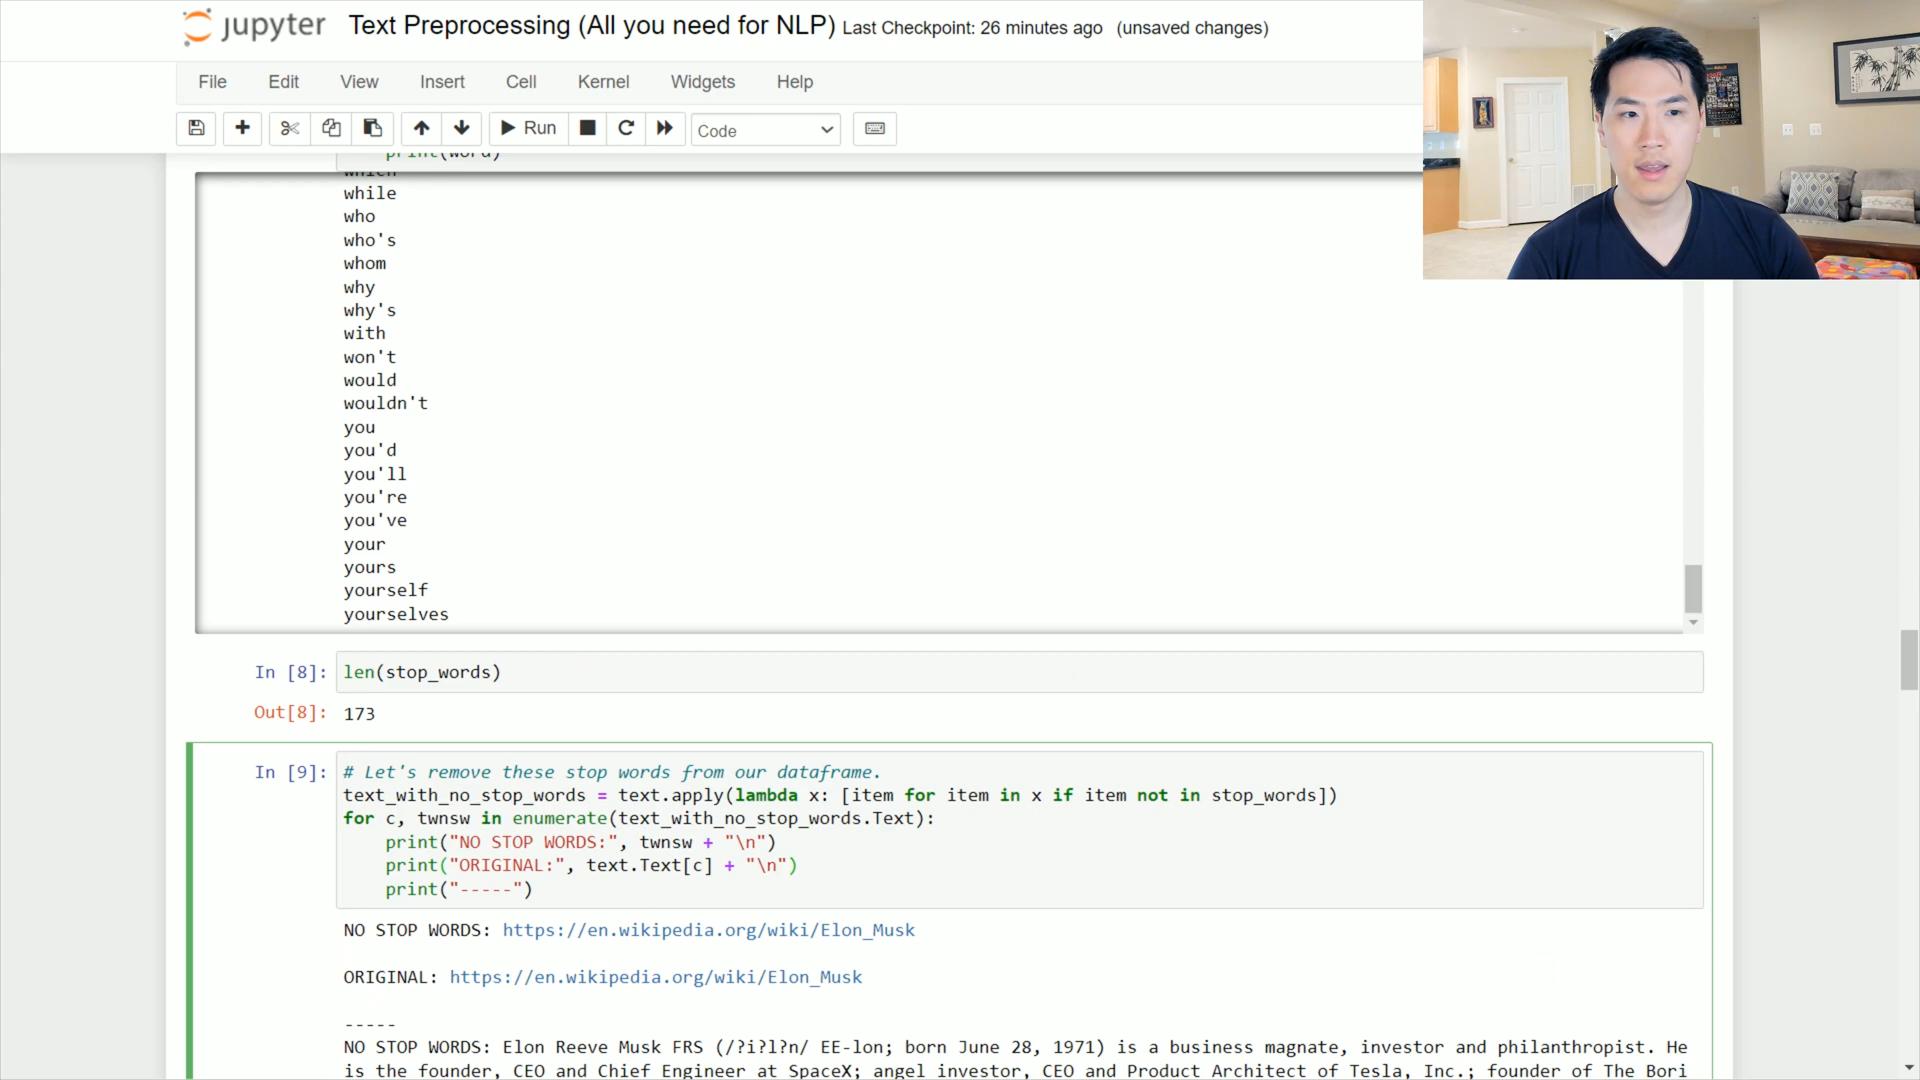 jupyter Text Preprocessing (All you need for NLP) Last Checkpoint: 26 minutes ago (unsaved changes)
File Edit View Insert Cell Kernel Widgets Help
Run Code
print(word)
which
while
who
who's
whom
why
why's
with
won't
would
wouldn't
you
you'd
you'll
you're
you've
your
yours
yourself
yourselves
In [8]: len(stop_words)
Out[8]: 173
In [9]: # Let's remove these stop words from our dataframe.
text_with_no_stop_words = text.apply(lambda x: [item for item in x if item not in stop_words])
for c, twnsw in enumerate(text_with_no_stop_words.Text):
    print("NO STOP WORDS:", twnsw + "\n")
    print("ORIGINAL:", text.Text[c] + "\n")
    print("-----")
NO STOP WORDS: https://en.wikipedia.org/wiki/Elon_Musk
ORIGINAL: https://en.wikipedia.org/wiki/Elon_Musk
-----
NO STOP WORDS: Elon Reeve Musk FRS (/?i?l?n/ EE-lon; born June 28, 1971) is a business magnate, investor and philanthropist. He
is the founder, CEO and Chief Engineer at SpaceX; angel investor, CEO and Product Architect of Tesla, Inc.; founder of The Bori